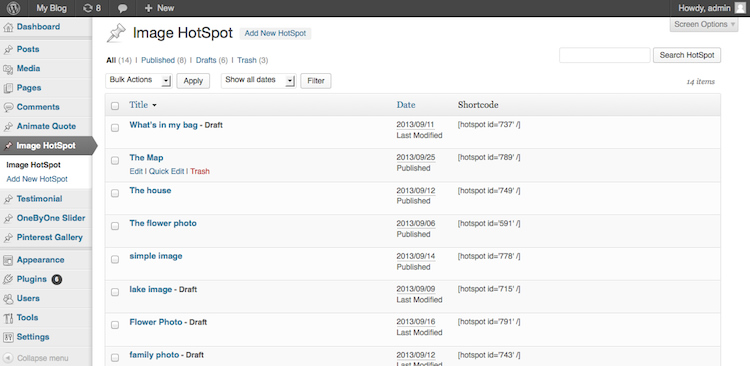 My Blog 8 + New Howdy, admin
Screen Options
Dashboard
Posts
Media
Pages
Comments
Animate Quote
Image HotSpot
Image HotSpot
Add New HotSpot
Testimonial
OneByOne Slider
Pinterest Gallery
Appearance
Plugins 6
Users
Tools
Settings
Collapse menu
Image HotSpot Add New HotSpot
All (14) | Published (8) | Drafts (6) | Trash (3)
Search HotSpot
Bulk Actions Apply Show all dates Filter
14 items
Title Date Shortcode
What's in my bag - Draft 2013/09/11 [hotspot id='737' /]
Last Modified
The Map 2013/09/25 [hotspot id='789' /]
Edit | Quick Edit | Trash Published
The house 2013/09/12 [hotspot id='749' /]
Published
The flower photo 2013/09/06 [hotspot id='591' /]
Published
simple image 2013/09/14 [hotspot id='778' /]
Published
lake image - Draft 2013/09/09 [hotspot id='715' /]
Last Modified
Flower Photo - Draft 2013/09/16 [hotspot id='791' /]
Last Modified
family photo - Draft 2013/09/12 [hotspot id='743' /]
Last Modified